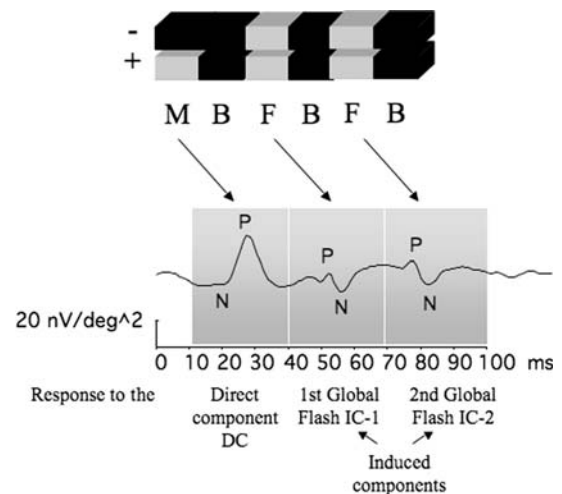 -
+
M B F B F B
P
P
P
N
N
N
20 nV/deg^2
0 10 20 30 40 50 60 70 80 90 100 ms
Response to the Direct 1st Global 2nd Global
component Flash IC-1 Flash IC-2
DC
Induced
components